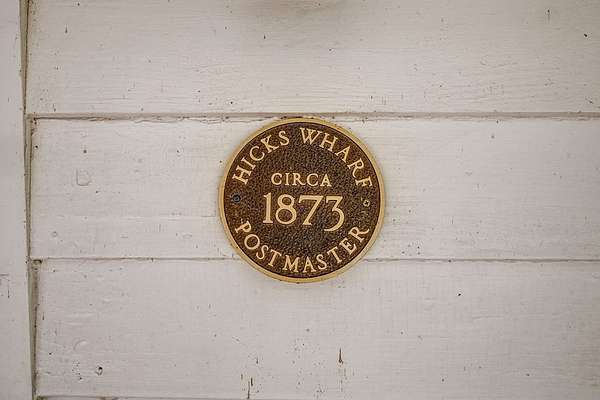 HICKS WHARF
CIRCA
1873
POSTMASTER